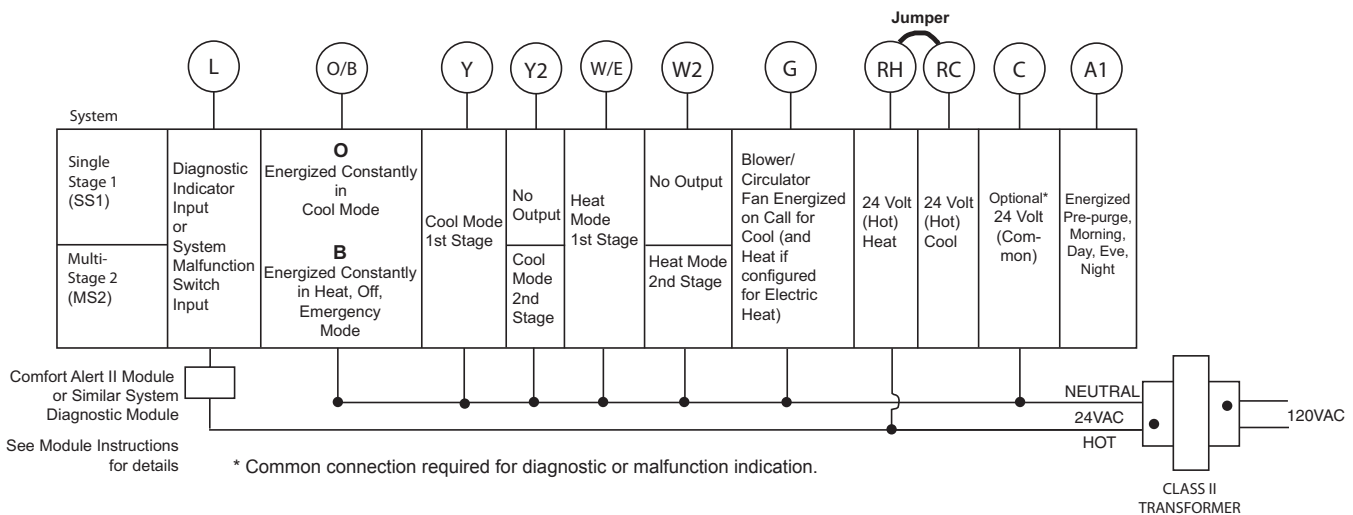 Jumper
L
O/B
Y
Y2
W/E
W2
G
RH
RC
C
A1
System
Single
Stage 1
(SS1)
Multi-
Stage 2
(MS2)
Diagnostic
Indicator
Input
or
System
Malfunction
Switch
Input
O
Energized Constantly
in
Cool Mode
B
Energized Constantly
in Heat, Off,
Emergency
Mode
Cool Mode
1st Stage
No
Output
Cool
Mode
2nd
Stage
Heat
Mode
1st Stage
No Output
Heat Mode
2nd Stage
Blower/
Circulator
Fan Energized
on Call for
Cool (and
Heat if
configured
for Electric
Heat)
24 Volt
(Hot)
Heat
24 Volt
(Hot)
Cool
Optional*
24 Volt
(Com-
mon)
Energized
Pre-purge,
Morning,
Day, Eve,
Night
Comfort Alert II Module
or Similar System
Diagnostic Module
See Module Instructions
for details
NEUTRAL
24VAC
HOT
120VAC
CLASS II
TRANSFORMER
* Common connection required for diagnostic or malfunction indication.